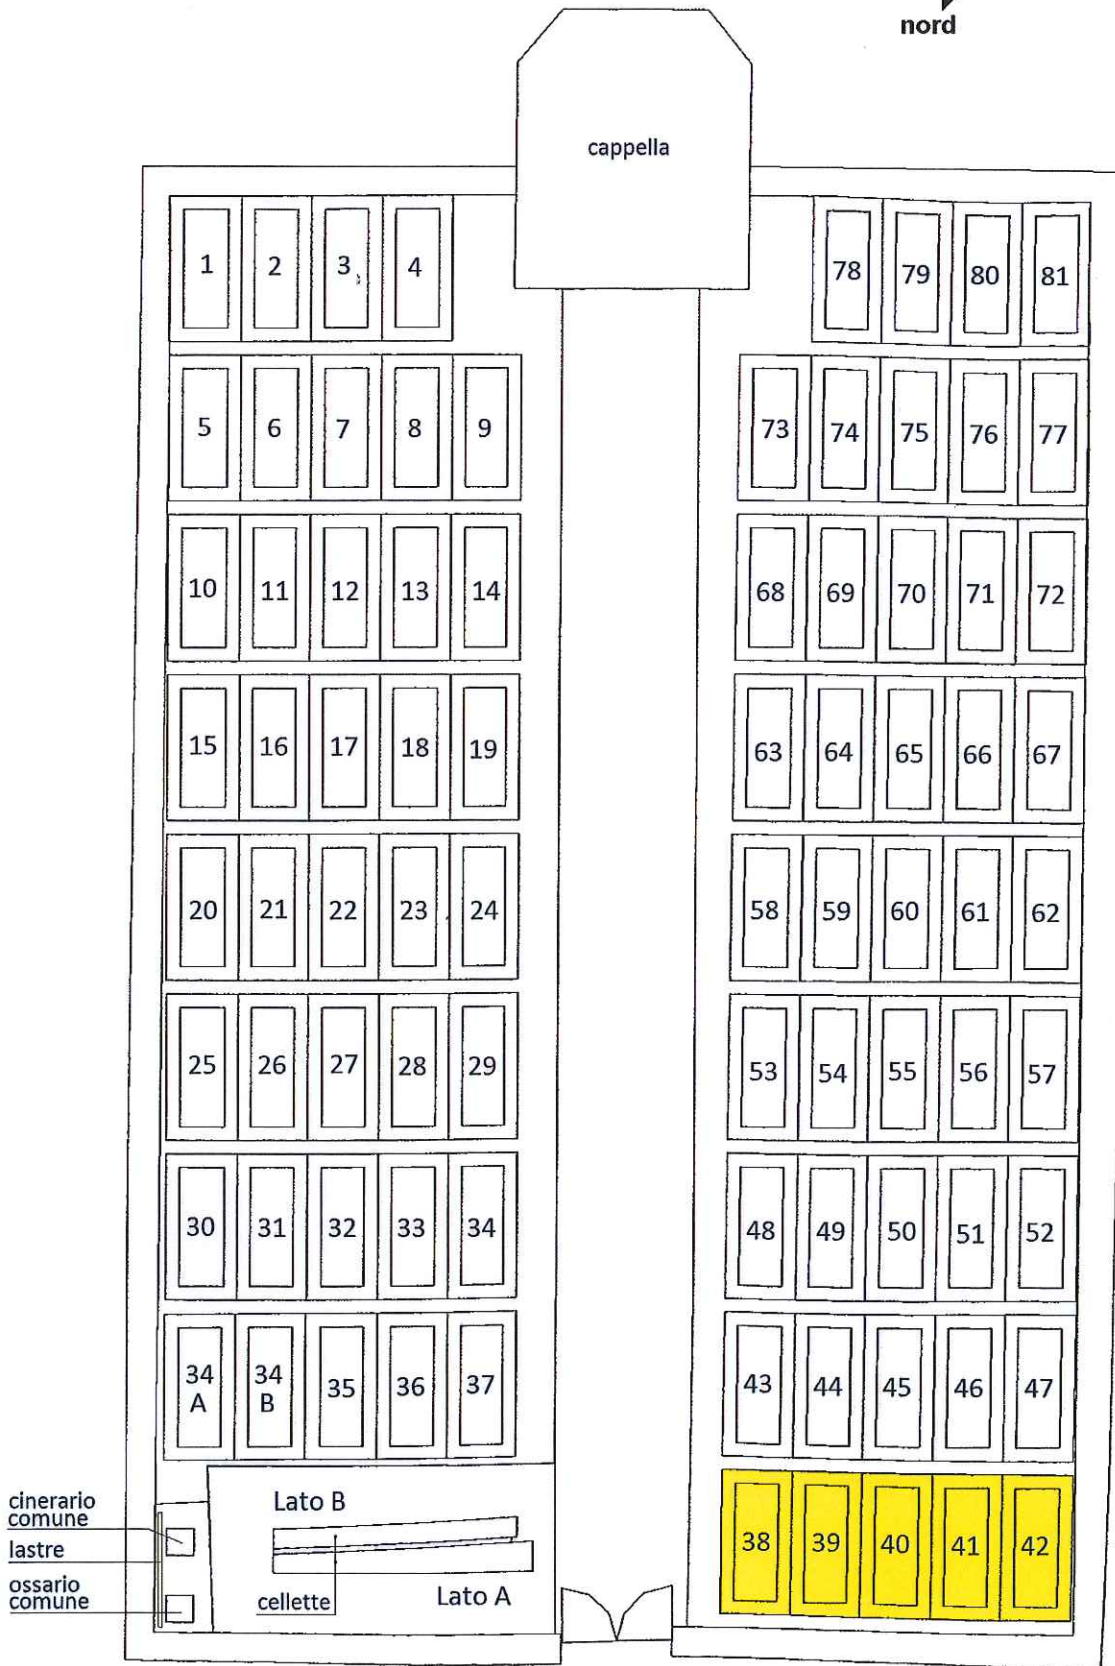 nord
cappella
1 2 3 4
78 79 80 81
5 6 7 8 9
73 74 75 76 77
10 11 12 13 14
68 69 70 71 72
15 16 17 18 19
63 64 65 66 67
20 21 22 23 24
58 59 60 61 62
25 26 27 28 29
53 54 55 56 57
30 31 32 33 34
48 49 50 51 52
34
A
34
B
35 36 37
43 44 45 46 47
cinerario
comune
lastre
ossario
comune
Lato B
cellette
Lato A
38 39 40 41 42